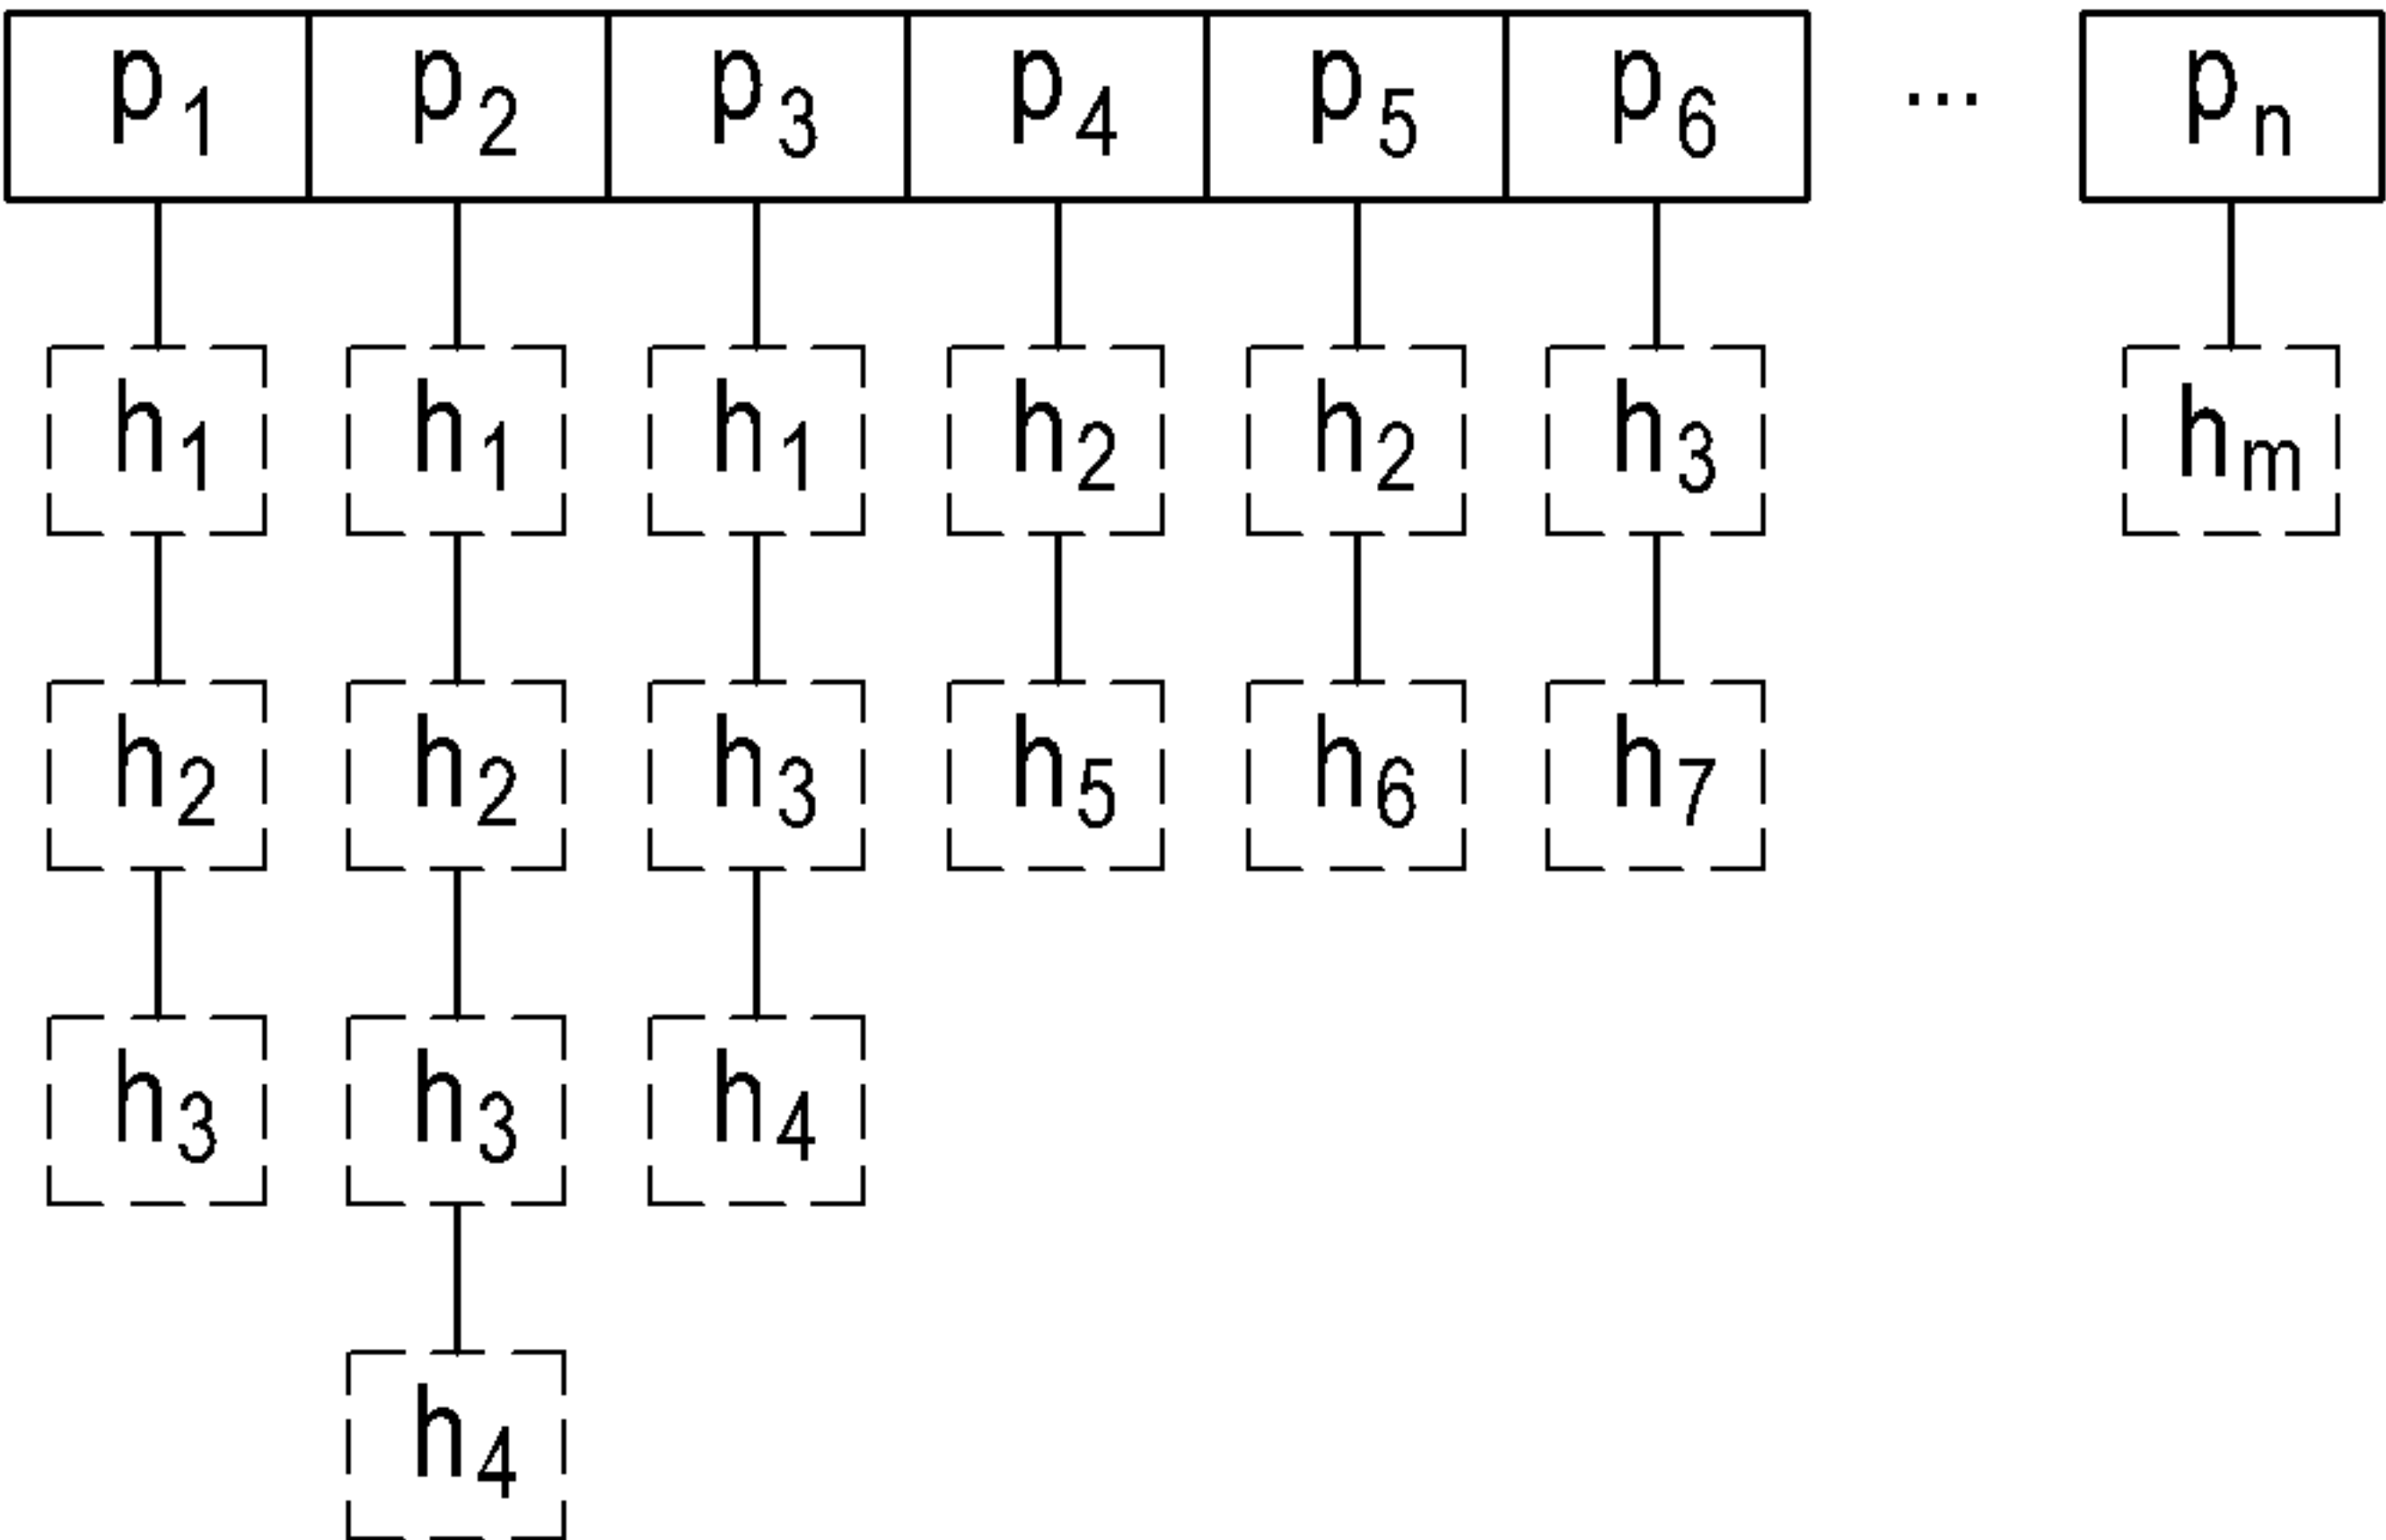 p1 p2 p3 p4 p5 p6 ... pn
h1 h1 h1 h2 h2 h3 hm
h2 h2 h3 h5 h6 h7
h3 h3 h4
h4